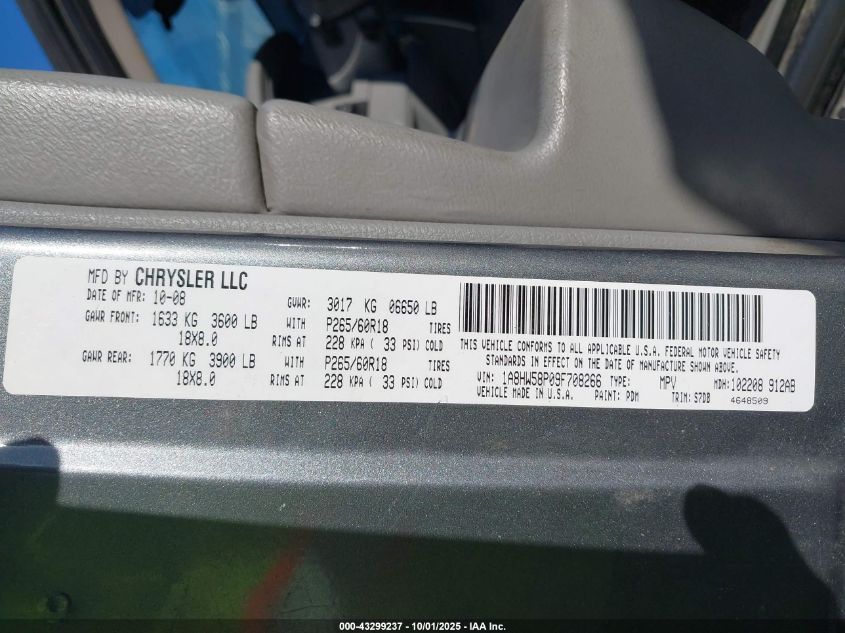 MFD BY CHRYSLER LLC
DATE OF MFR: 10-08 GVWR: 3017 KG 06650 LB
GAWR FRONT: 1633 KG 3600 LB WITH P265/60R18 TIRES
18X8.0 RIMS AT 228 KPA ( 33 PSI) COLD
GAWR REAR: 1770 KG 3900 LB WITH P265/60R18 TIRES
18X8.0 RIMS AT 228 KPA ( 33 PSI) COLD
THIS VEHICLE CONFORMS TO ALL APPLICABLE U.S.A. FEDERAL MOTOR VEHICLE SAFETY
STANDARDS IN EFFECT ON THE DATE OF MANUFACTURE SHOWN ABOVE.
VIN: 1A8HW58P09F708266 TYPE: MPV MDH: 102208 912AB
VEHICLE MADE IN U.S.A. PAINT: PDM TRIM: S7DB 4648509
000-43299237 - 10/01/2025 - IAA Inc.